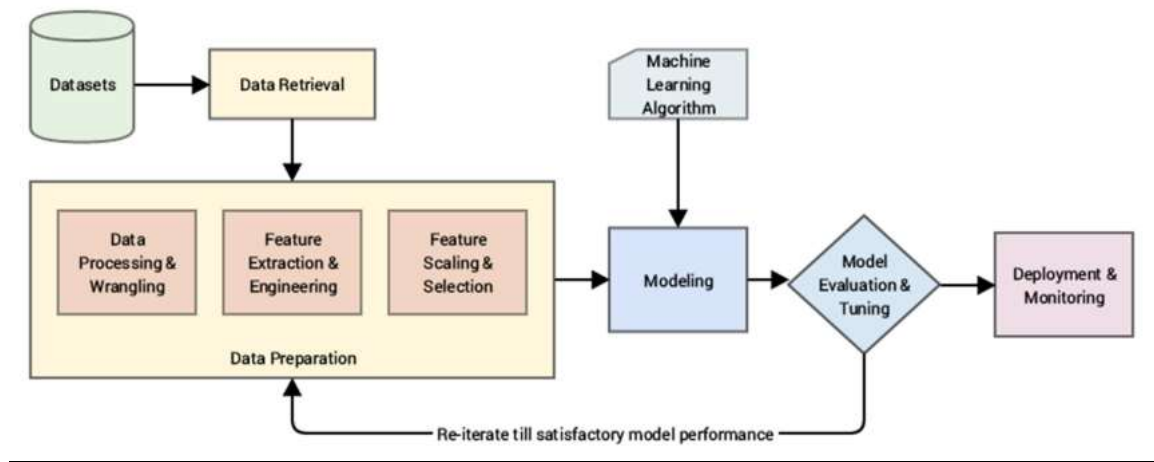 Datasets
Data Retrieval
Machine
Learning
Algorithm
Data
Processing &
Wrangling
Feature
Extraction &
Engineering
Feature
Scaling &
Selection
Data Preparation
Modeling
Model
Evaluation &
Tuning
Deployment &
Monitoring
Re-iterate till satisfactory model performance